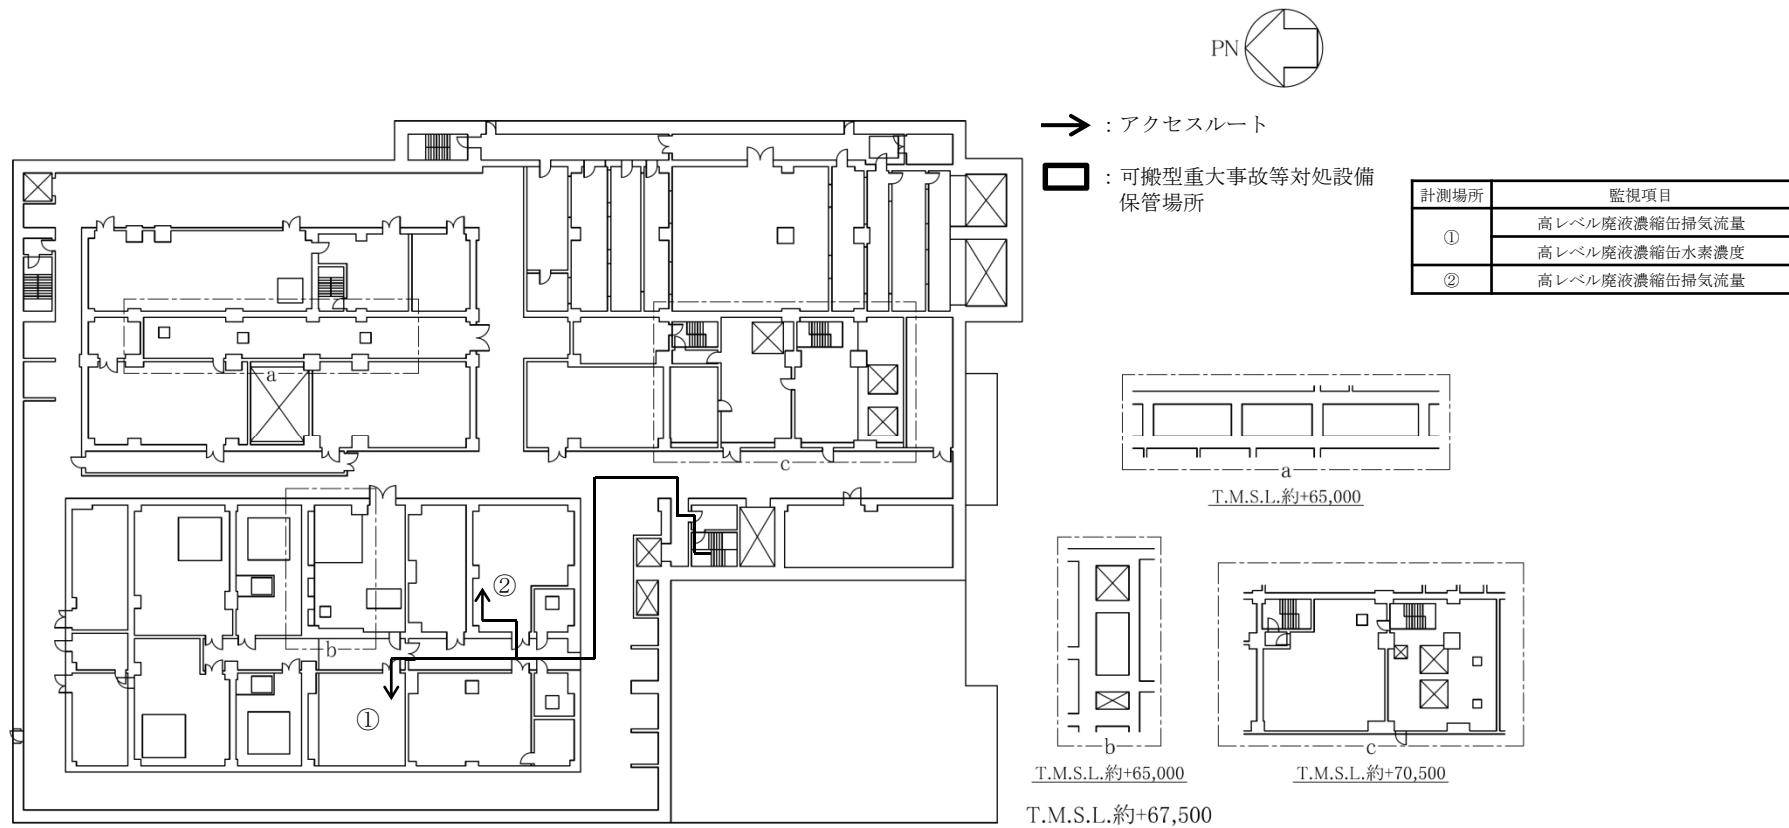 PN
：アクセスルート
：可搬型重大事故等対処設備
保管場所
計測場所 監視項目
① 高レベル廃液濃縮缶掃気流量
高レベル廃液濃縮缶水素濃度
② 高レベル廃液濃縮缶掃気流量
a
c
b
②
①
a
T.M.S.L.約+65,000
b
T.M.S.L.約+65,000
c
T.M.S.L.約+70,500
T.M.S.L.約+67,500